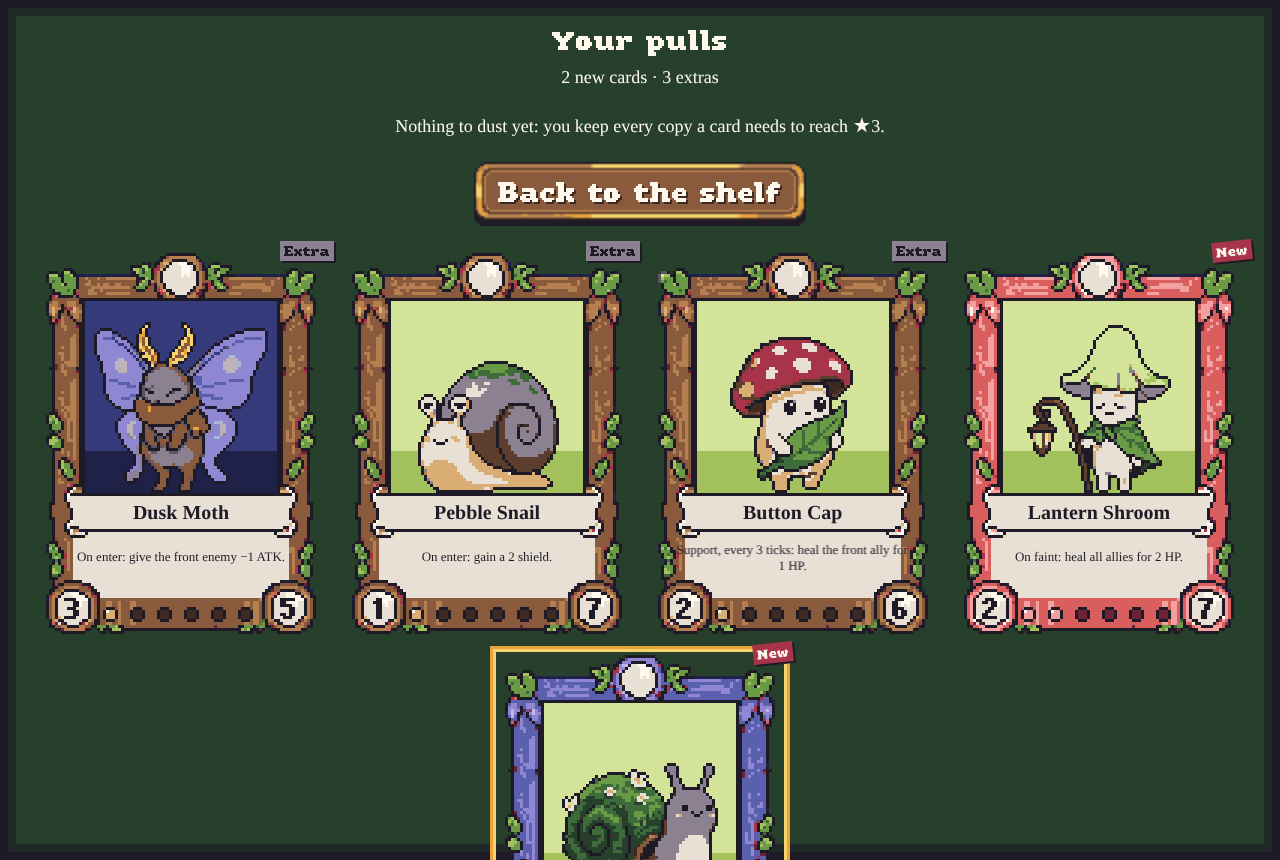 Your pulls
2 new cards · 3 extras
Nothing to dust yet: you keep every copy a card needs to reach ★3.
Back to the shelf
Extra
Extra
Extra
New
Dusk Moth
Pebble Snail
Button Cap
Lantern Shroom
On enter: give the front enemy −1 ATK.
On enter: gain a 2 shield.
Support, every 3 ticks: heal the front ally for
1 HP.
On faint: heal all allies for 2 HP.
3
5
1
7
2
6
2
7
New